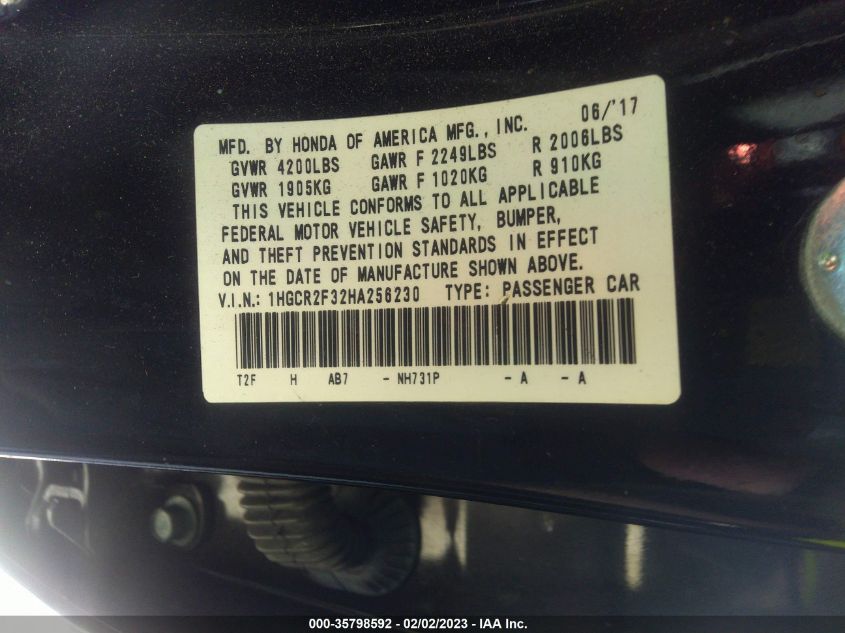 MFD. BY HONDA OF AMERICA MFG., INC. 06/'17
GVWR 4200LBS GAWR F 2249LBS R 2006LBS
GVWR 1905KG GAWR F 1020KG R 910KG
THIS VEHICLE CONFORMS TO ALL APPLICABLE
FEDERAL MOTOR VEHICLE SAFETY, BUMPER,
AND THEFT PREVENTION STANDARDS IN EFFECT
ON THE DATE OF MANUFACTURE SHOWN ABOVE.
V.I.N.: 1HGCR2F32HA256230 TYPE: PASSENGER CAR
T2F H AB7 - NH731P - A - A
000-35798592 - 02/02/2023 - IAA Inc.